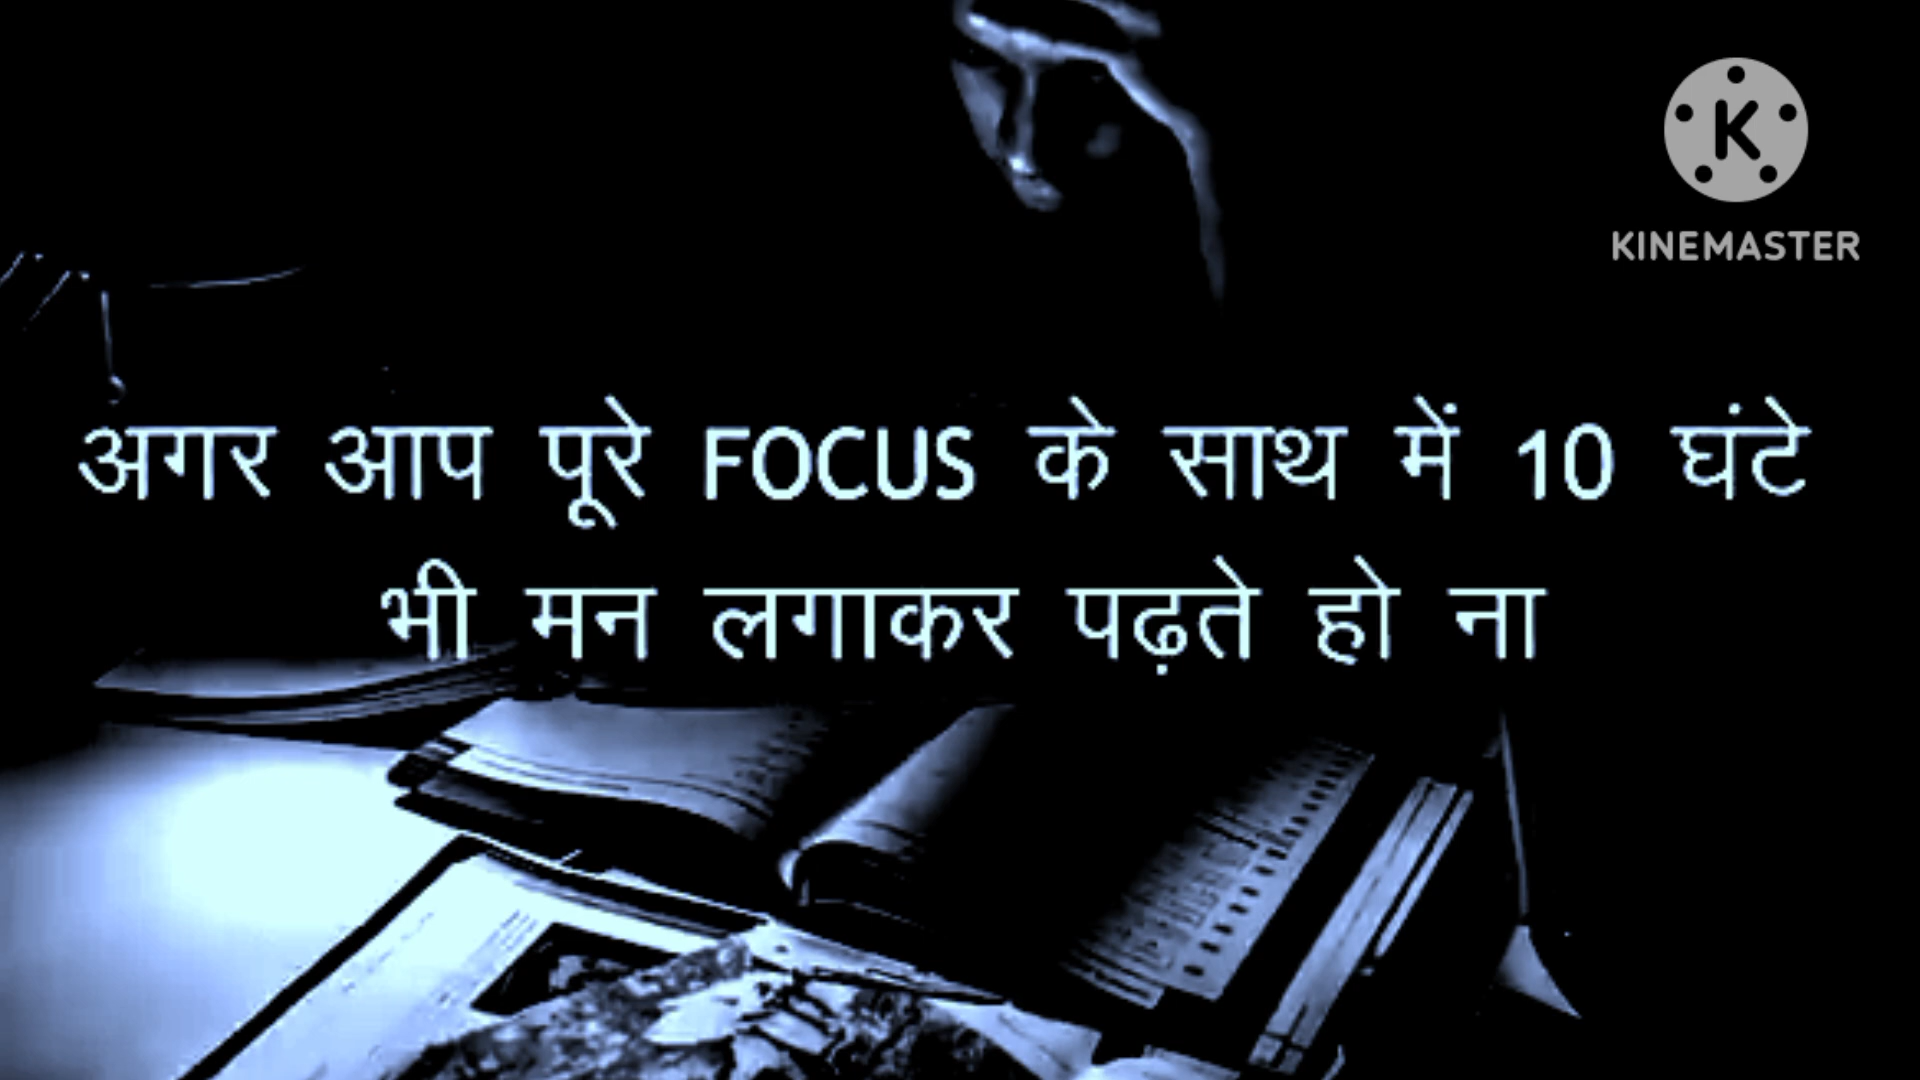 KINEMASTER
अगर आप पूरे FOCUS के साथ में 10 घंटे
भी मन लगाकर पढ़ते हो ना